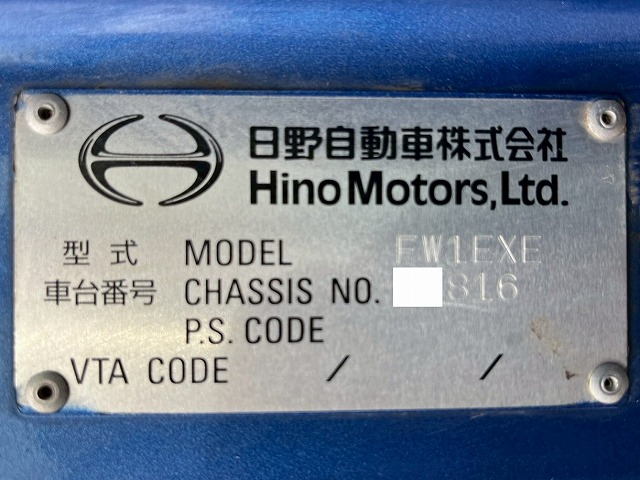 日野自動車株式会社
Hino Motors, Ltd.
型式 MODEL FW1EXE
車台番号 CHASSIS NO. 816
P.S. CODE
VTA CODE / /